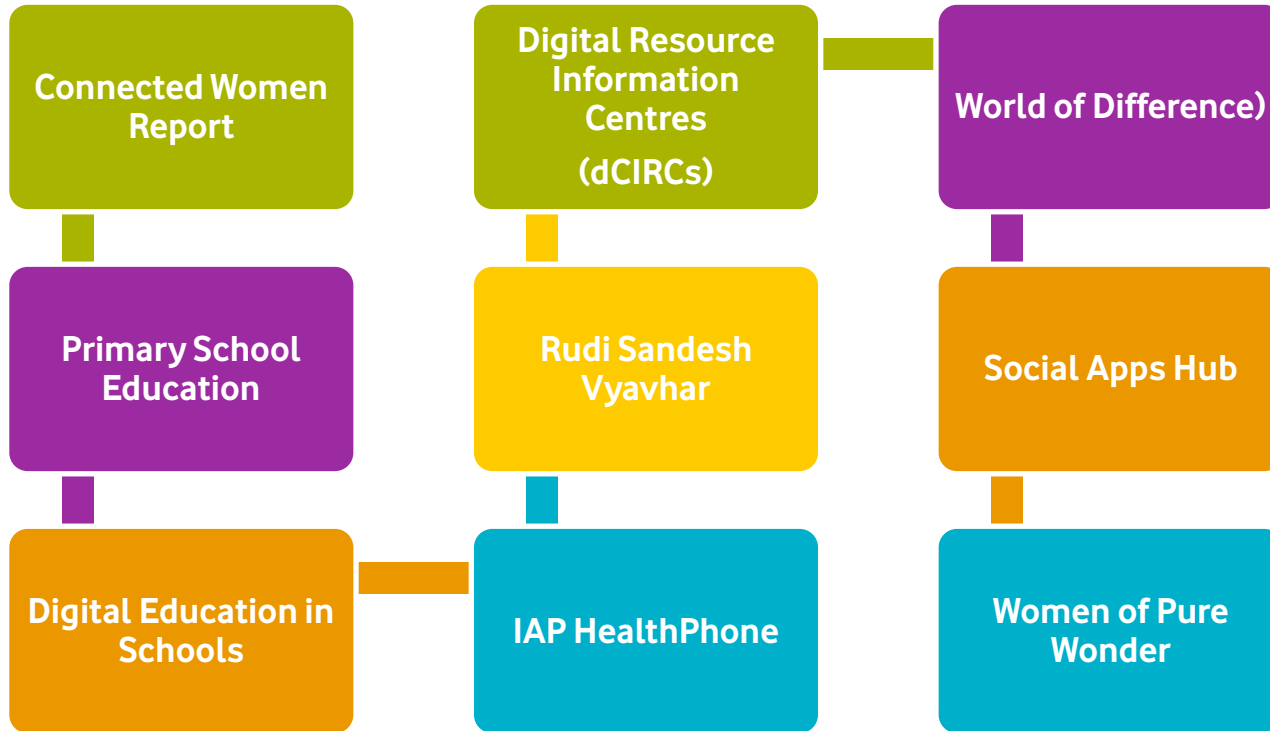 Connected Women
Report
Primary School
Education
Digital Education in
Schools
IAP HealthPhone
Rudi Sandesh
Vyavhar
Digital Resource
Information
Centres
(dCIRCs)
World of Difference)
Social Apps Hub
Women of Pure
Wonder